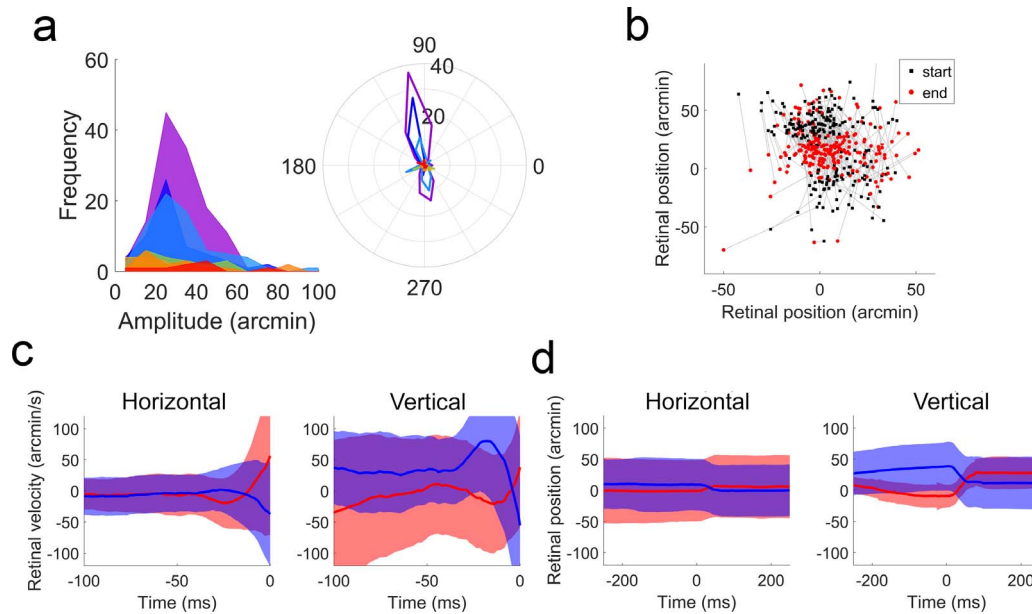 a
60
40
20
0
Frequency
0 20 40 60 80 100
Amplitude (arcmin)
90
40
20
180
0
270
b
start
end
50
0
-50
Retinal position (arcmin)
-50 0 50
Retinal position (arcmin)
c
Horizontal
Vertical
Retinal velocity (arcmin/s)
100
50
0
-50
-100
100
50
0
-50
-100
-100 -50 0
Time (ms)
-100 -50 0
Time (ms)
d
Horizontal
Vertical
Retinal position (arcmin)
100
50
0
-50
-100
100
50
0
-50
-100
-200 0 200
Time (ms)
-200 0 200
Time (ms)